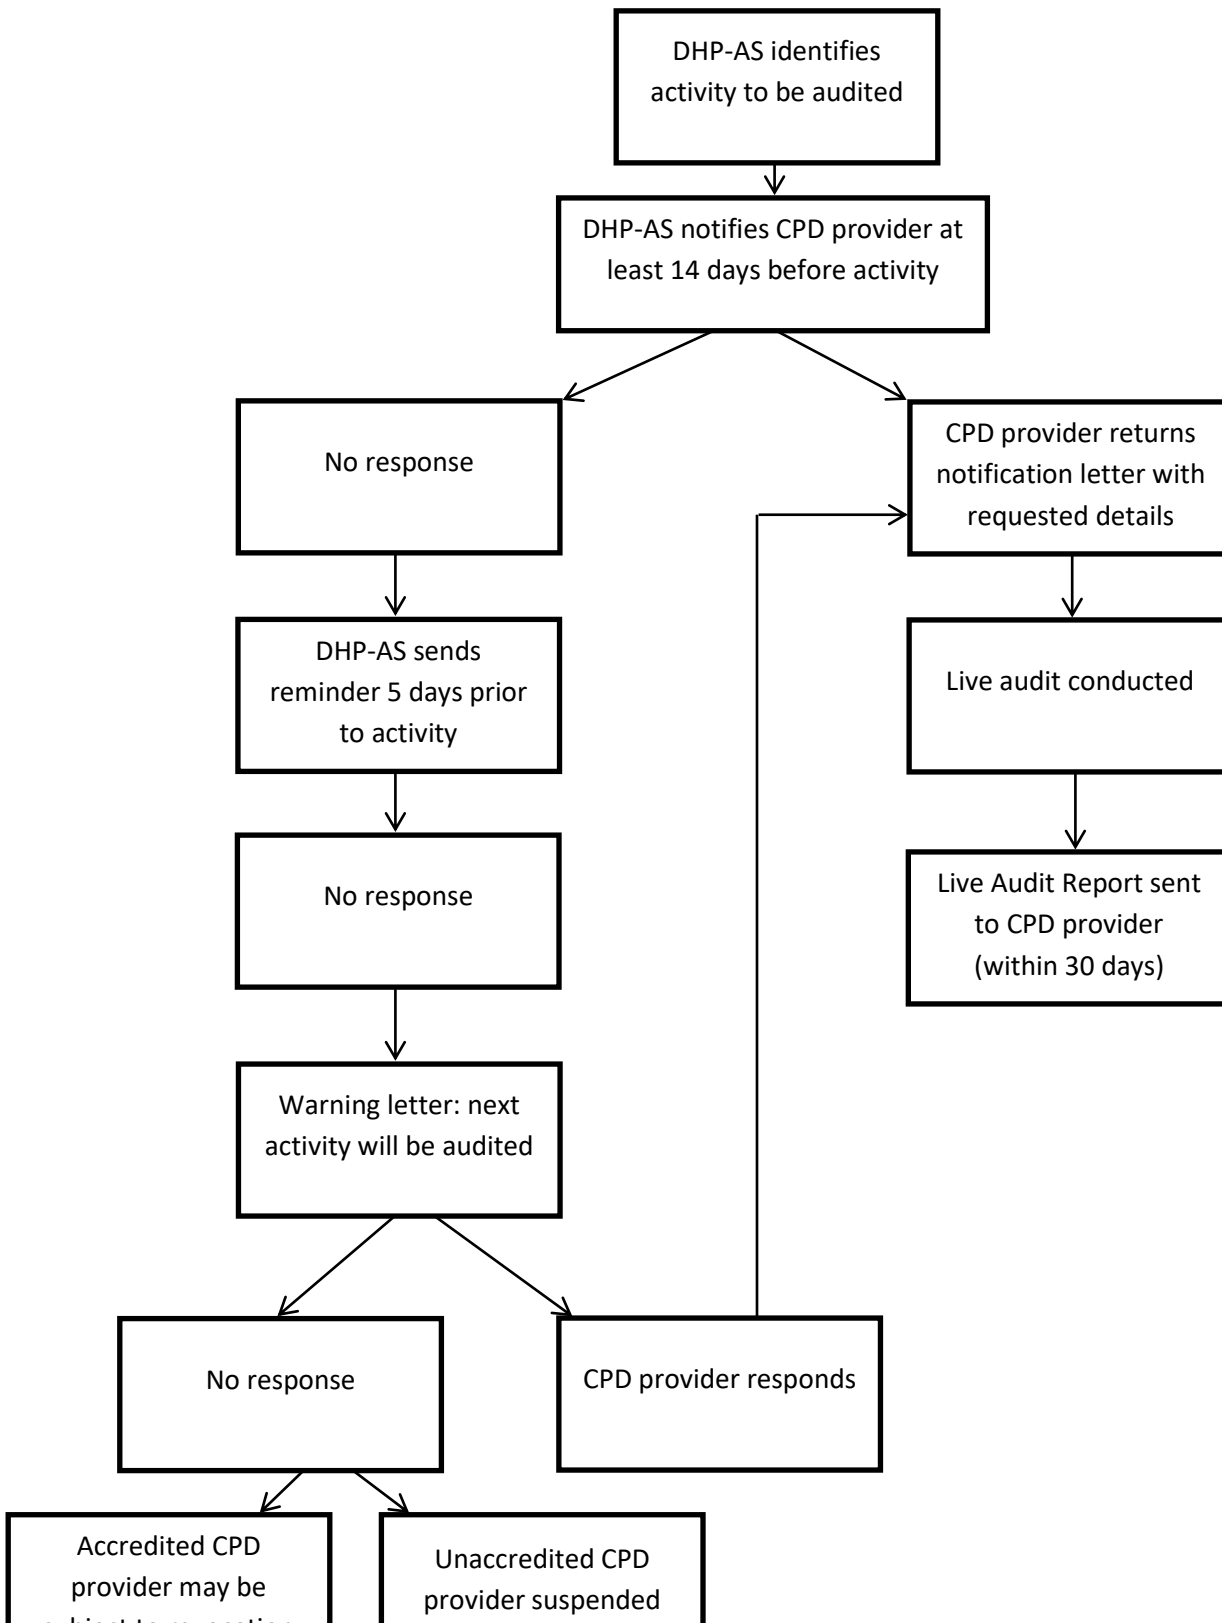 DHP-AS identifies
activity to be audited
DHP-AS notifies CPD provider at
least 14 days before activity
No response
CPD provider returns
notification letter with
requested details
DHP-AS sends
reminder 5 days prior
to activity
Live audit conducted
No response
Live Audit Report sent
to CPD provider
(within 30 days)
Warning letter: next
activity will be audited
No response
CPD provider responds
Accredited CPD
provider may be
Unaccredited CPD
provider suspended